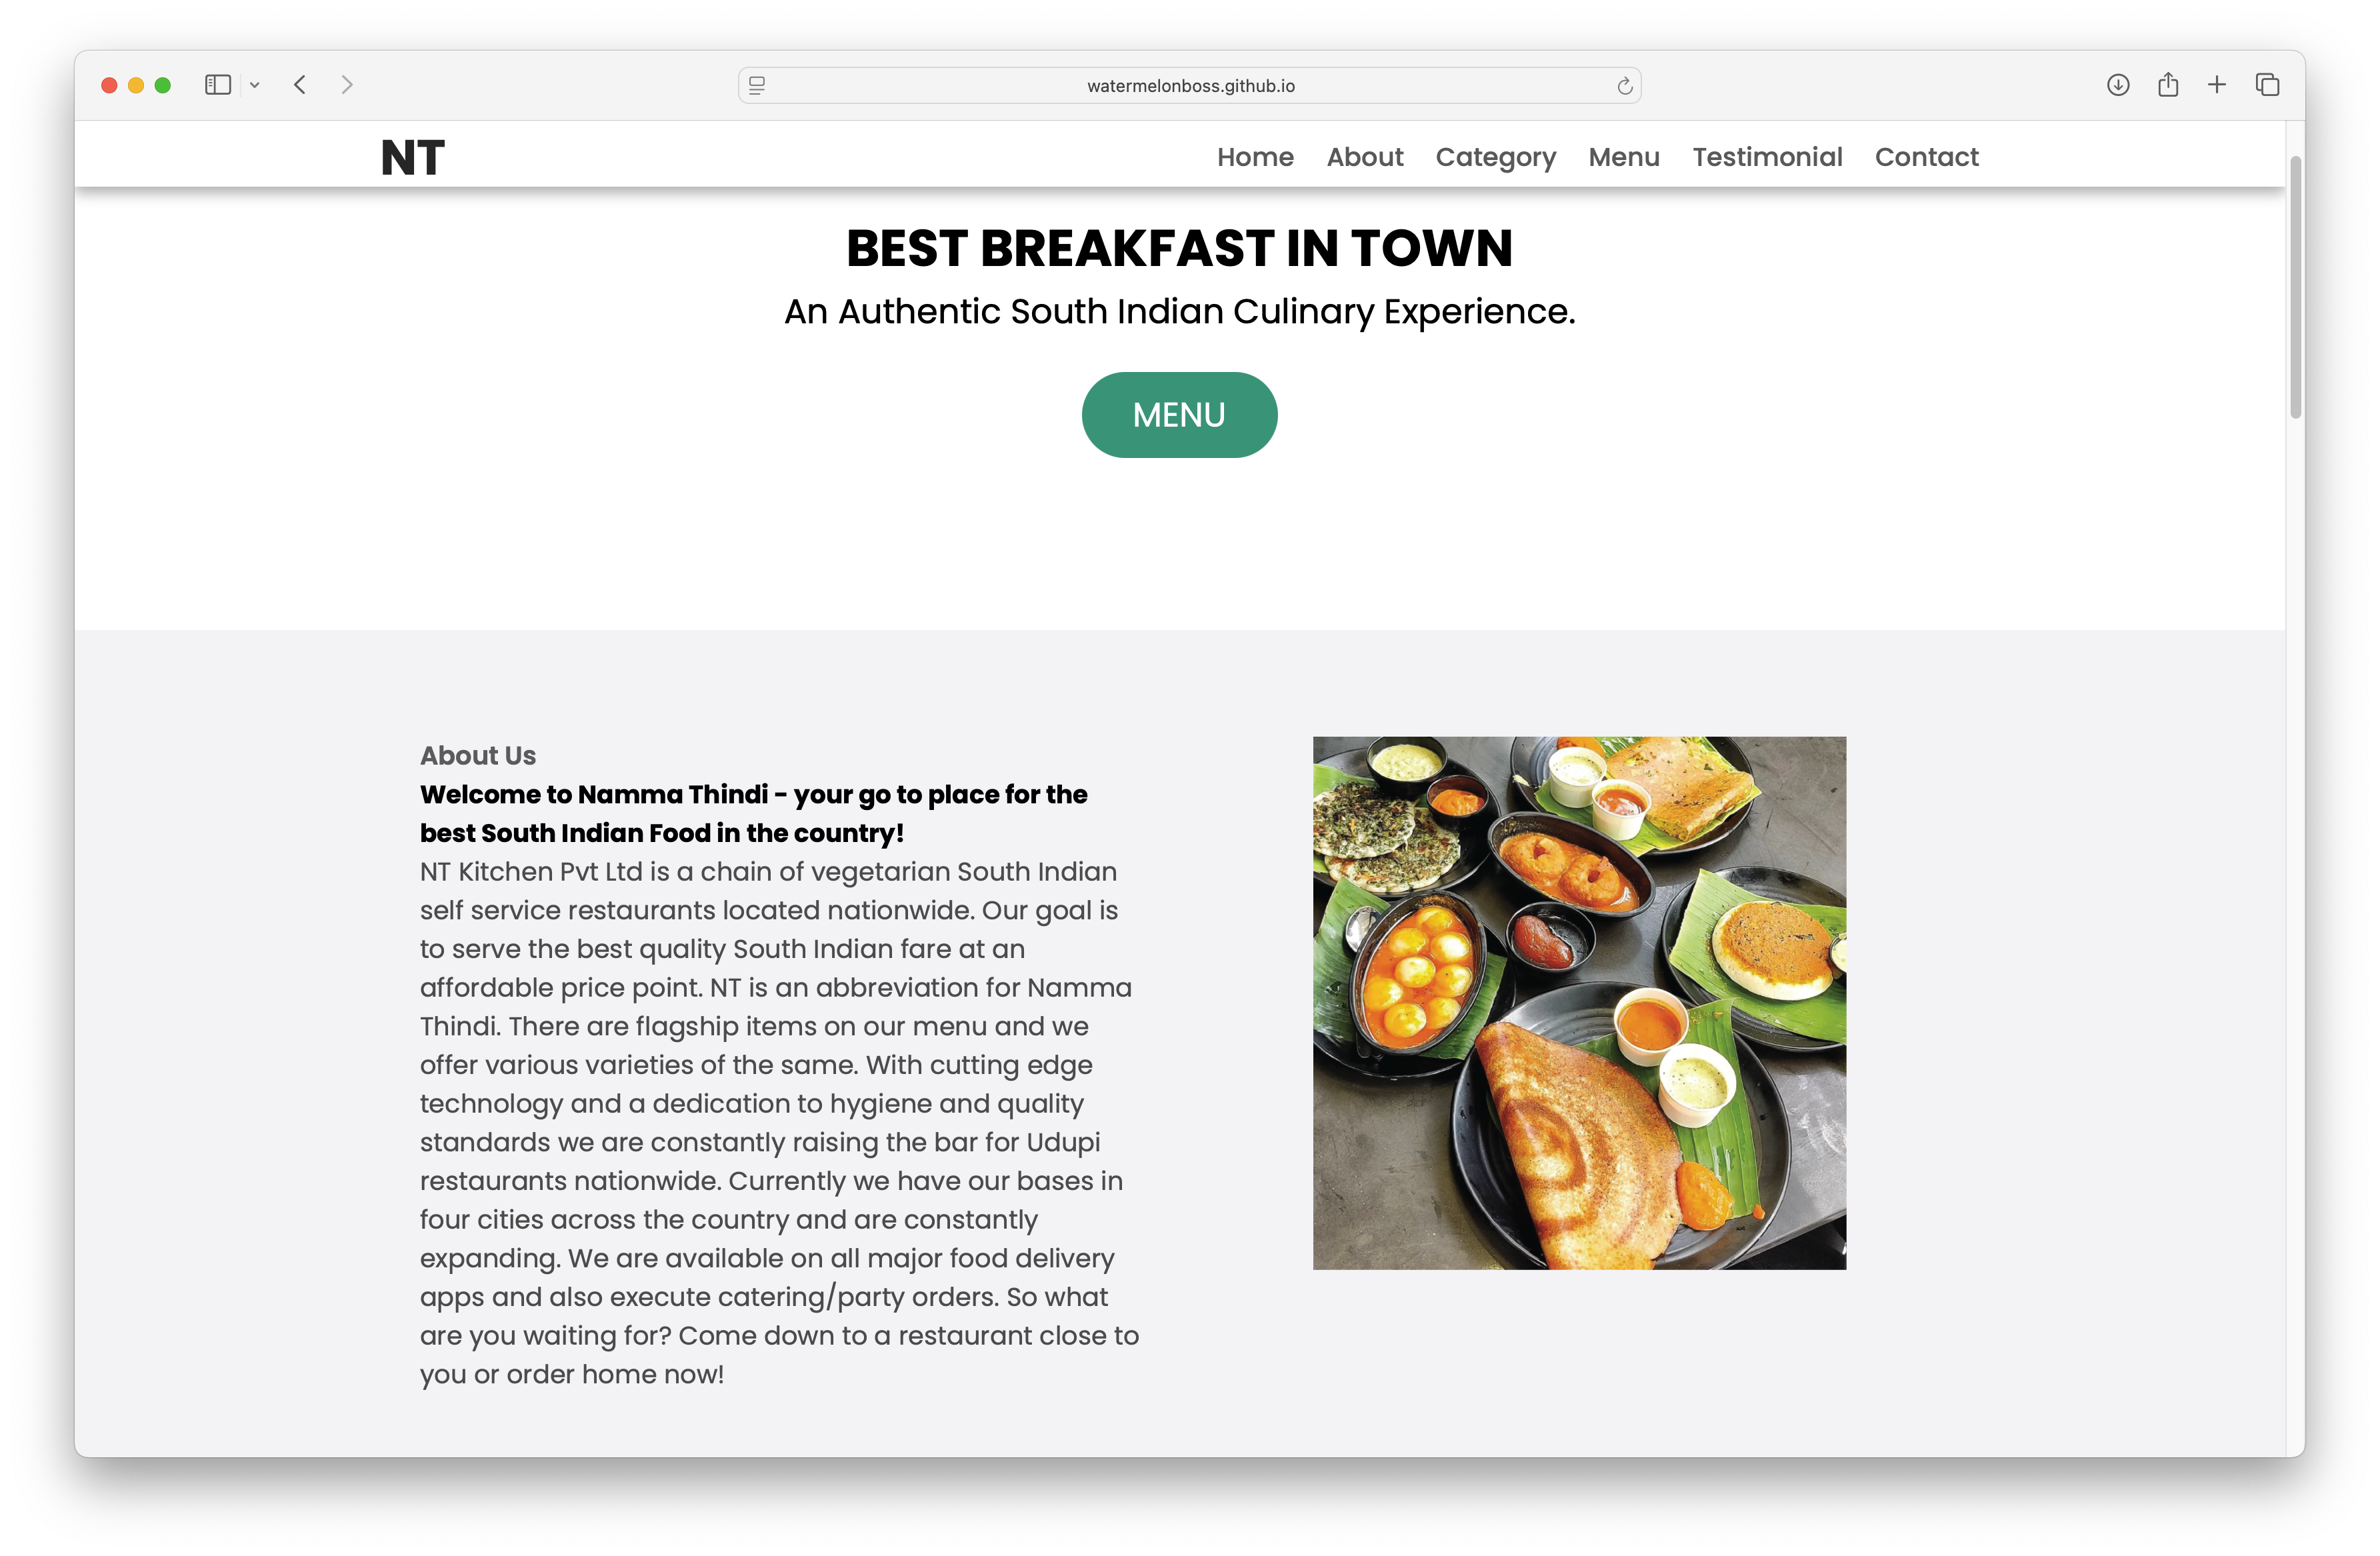 watermelonboss.github.io
NT
Home About Category Menu Testimonial Contact
BEST BREAKFAST IN TOWN
An Authentic South Indian Culinary Experience.
MENU
About Us
Welcome to Namma Thindi - your go to place for the
best South Indian Food in the country!
NT Kitchen Pvt Ltd is a chain of vegetarian South Indian
self service restaurants located nationwide. Our goal is
to serve the best quality South Indian fare at an
affordable price point. NT is an abbreviation for Namma
Thindi. There are flagship items on our menu and we
offer various varieties of the same. With cutting edge
technology and a dedication to hygiene and quality
standards we are constantly raising the bar for Udupi
restaurants nationwide. Currently we have our bases in
four cities across the country and are constantly
expanding. We are available on all major food delivery
apps and also execute catering/party orders. So what
are you waiting for? Come down to a restaurant close to
you or order home now!